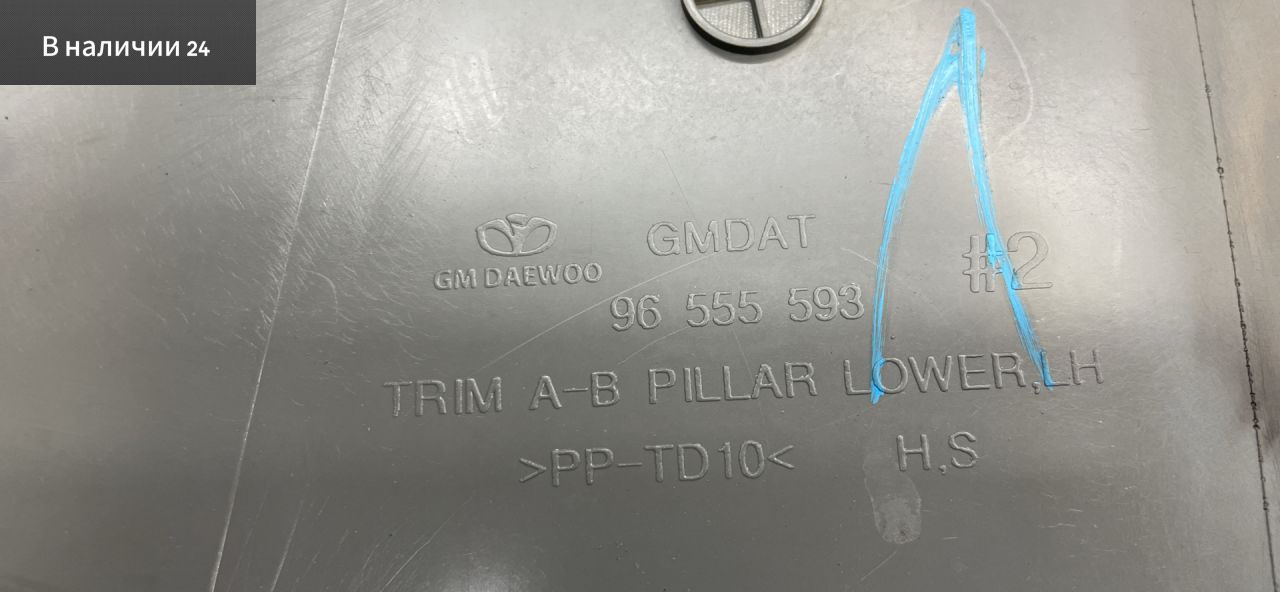 В наличии 24
GMDAT
#2
GM DAEWOO
96 555 593
TRIM A-B PILLAR LOWER,LH
>PP-TD10< H,S